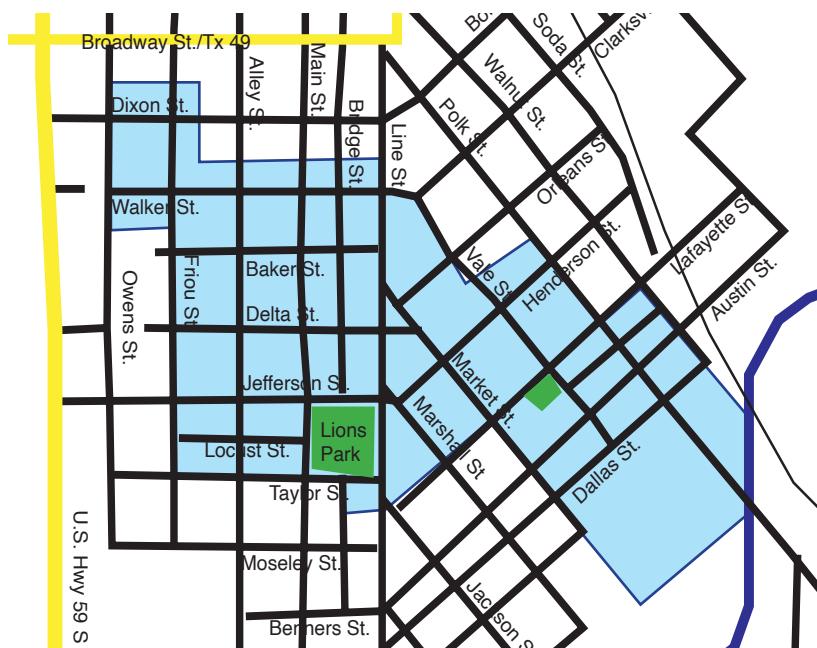 Broadway St./Tx 49
Dixon St.
Alley St.
Main St.
Bridge St.
Line St.
Soda St.
Walnut St.
Polk St.
Orleans St.
Walker St.
Baker St.
Vale St.
Henderson St.
Lafayette St.
Austin St.
Owens St.
Friou St.
Delta St.
Jefferson St.
Market St.
Marshall St
Lions
Park
Locust St.
Taylor St.
Dallas St.
U.S. Hwy 59 S
Moseley St.
Jackson S
Benners St.